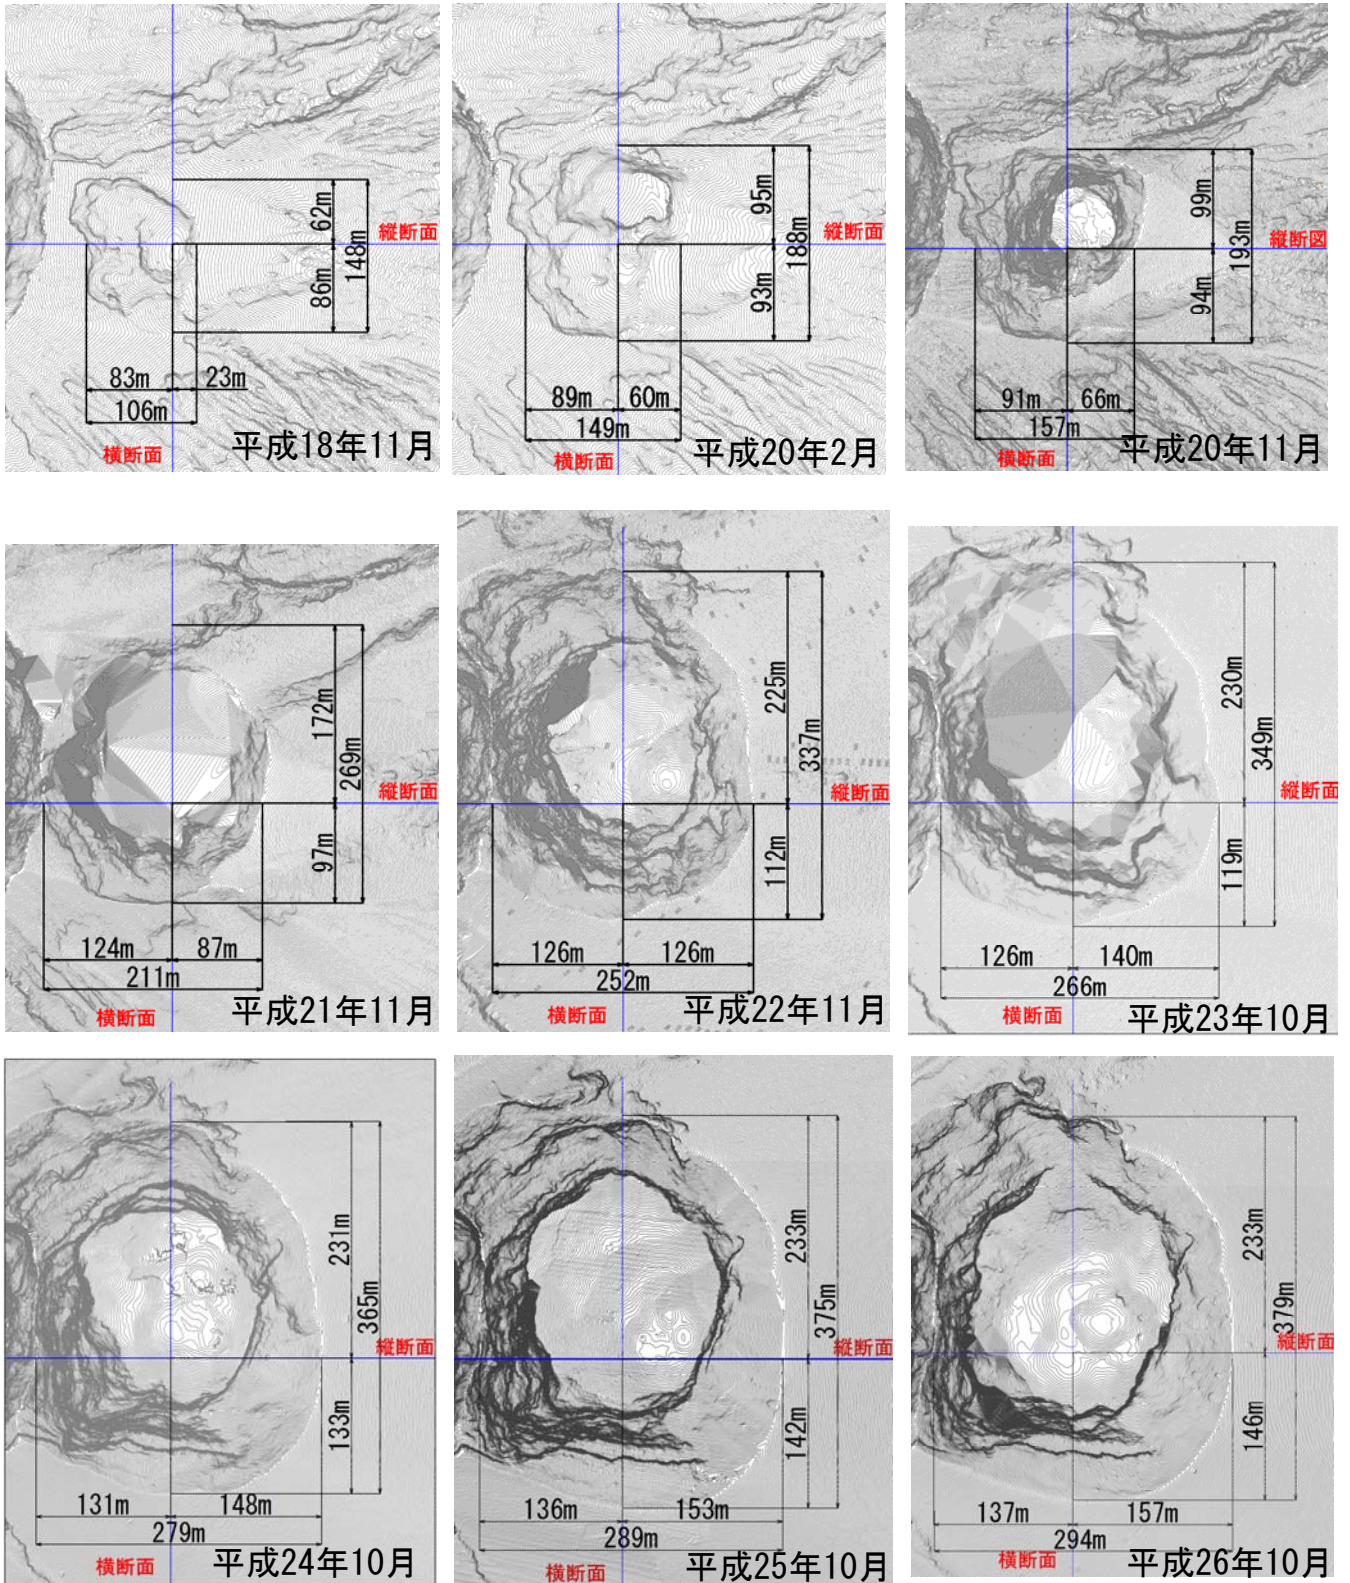 62m
148m
縦断面
86m
83m
23m
106m
横断面
平成18年11月
95m
188m
縦断面
93m
89m
60m
149m
横断面
平成20年2月
99m
193m
縦断図
94m
91m
66m
157m
横断面
平成20年11月
172m
269m
縦断面
97m
124m
87m
211m
横断面
平成21年11月
225m
337m
縦断面
112m
126m
126m
252m
横断面
平成22年11月
230m
349m
縦断面
119m
126m
140m
266m
横断面
平成23年10月
231m
365m
縦断面
133m
131m
148m
279m
横断面
平成24年10月
233m
375m
縦断面
142m
136m
153m
289m
横断面
平成25年10月
233m
379m
縦断面
146m
137m
157m
294m
横断面
平成26年10月